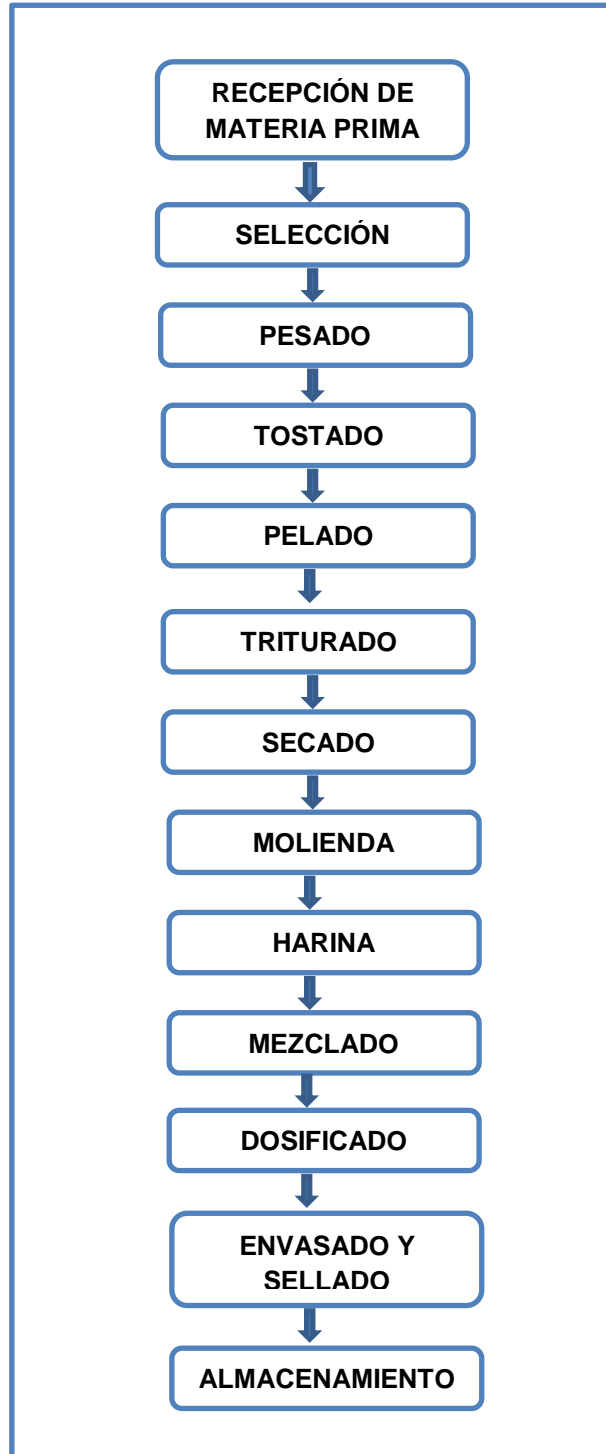 RECEPCIÓN DE
MATERIA PRIMA
SELECCIÓN
PESADO
TOSTADO
PELADO
TRITURADO
SECADO
MOLIENDA
HARINA
MEZCLADO
DOSIFICADO
ENVASADO Y
SELLADO
ALMACENAMIENTO